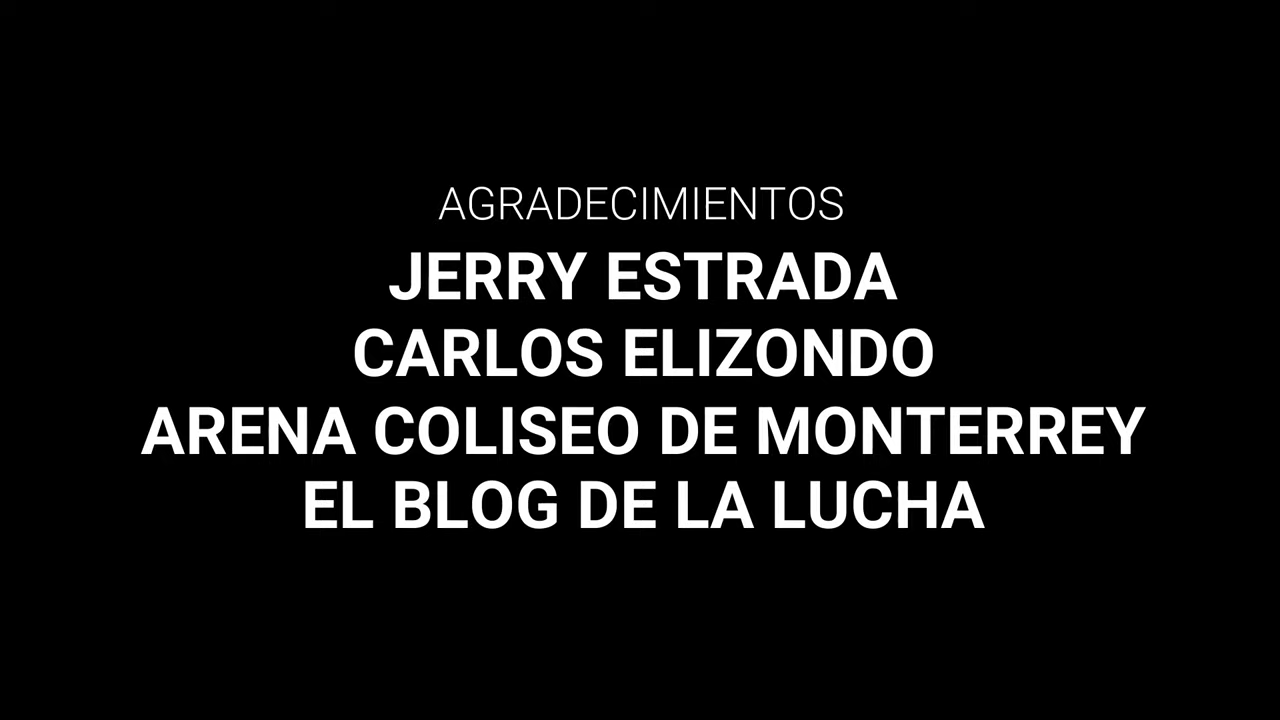 AGRADECIMIENTOS
JERRY ESTRADA
CARLOS ELIZONDO
ARENA COLISEO DE MONTERREY
EL BLOG DE LA LUCHA